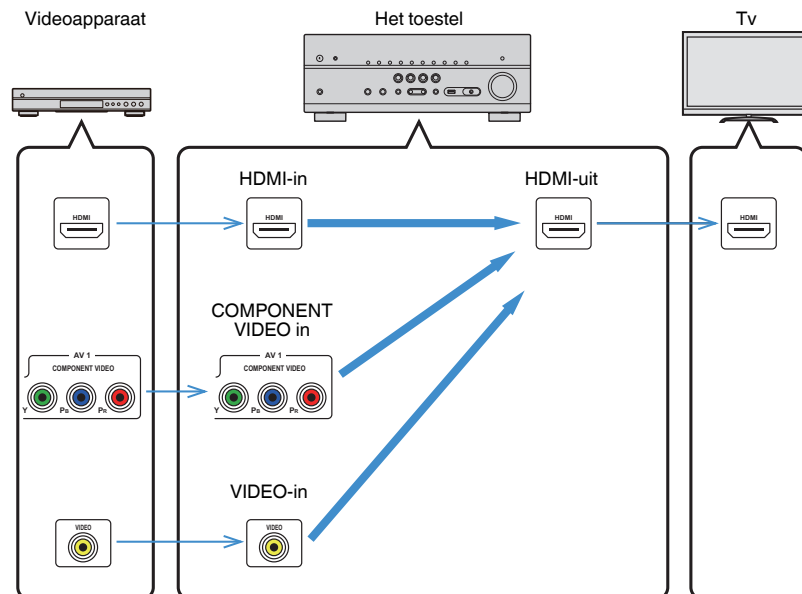 Videoapparaat
Het toestel
Tv
HDMI-in
HDMI-uit
HDMI
HDMI
HDMI
HDMI
COMPONENT
VIDEO in
AV 1
COMPONENT VIDEO
Y PB PR
AV 1
COMPONENT VIDEO
Y PB PR
VIDEO-in
VIDEO
VIDEO